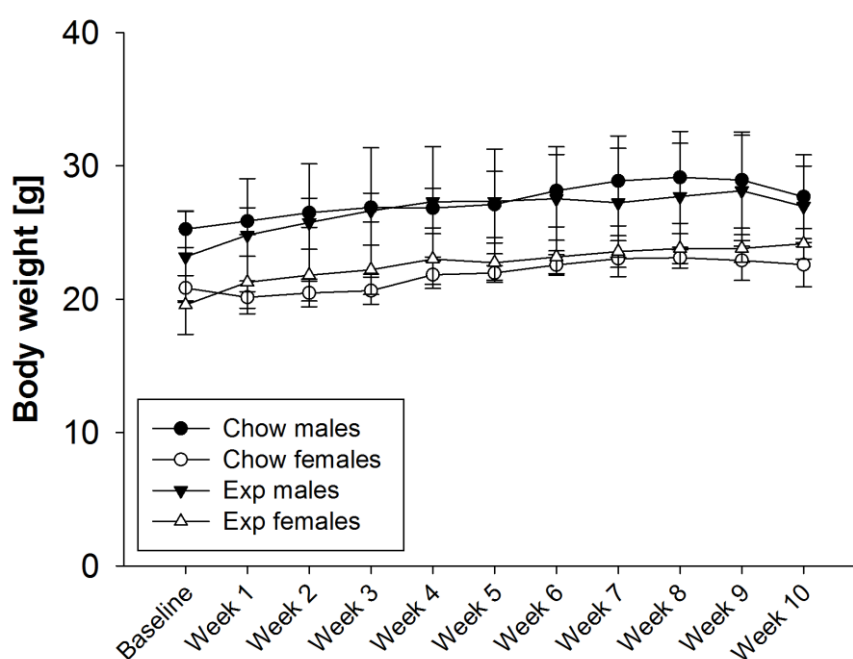 40
30
20
10
0
Body weight [g]
Chow males
Chow females
Exp males
Exp females
Baseline
Week 1
Week 2
Week 3
Week 4
Week 5
Week 6
Week 7
Week 8
Week 9
Week 10